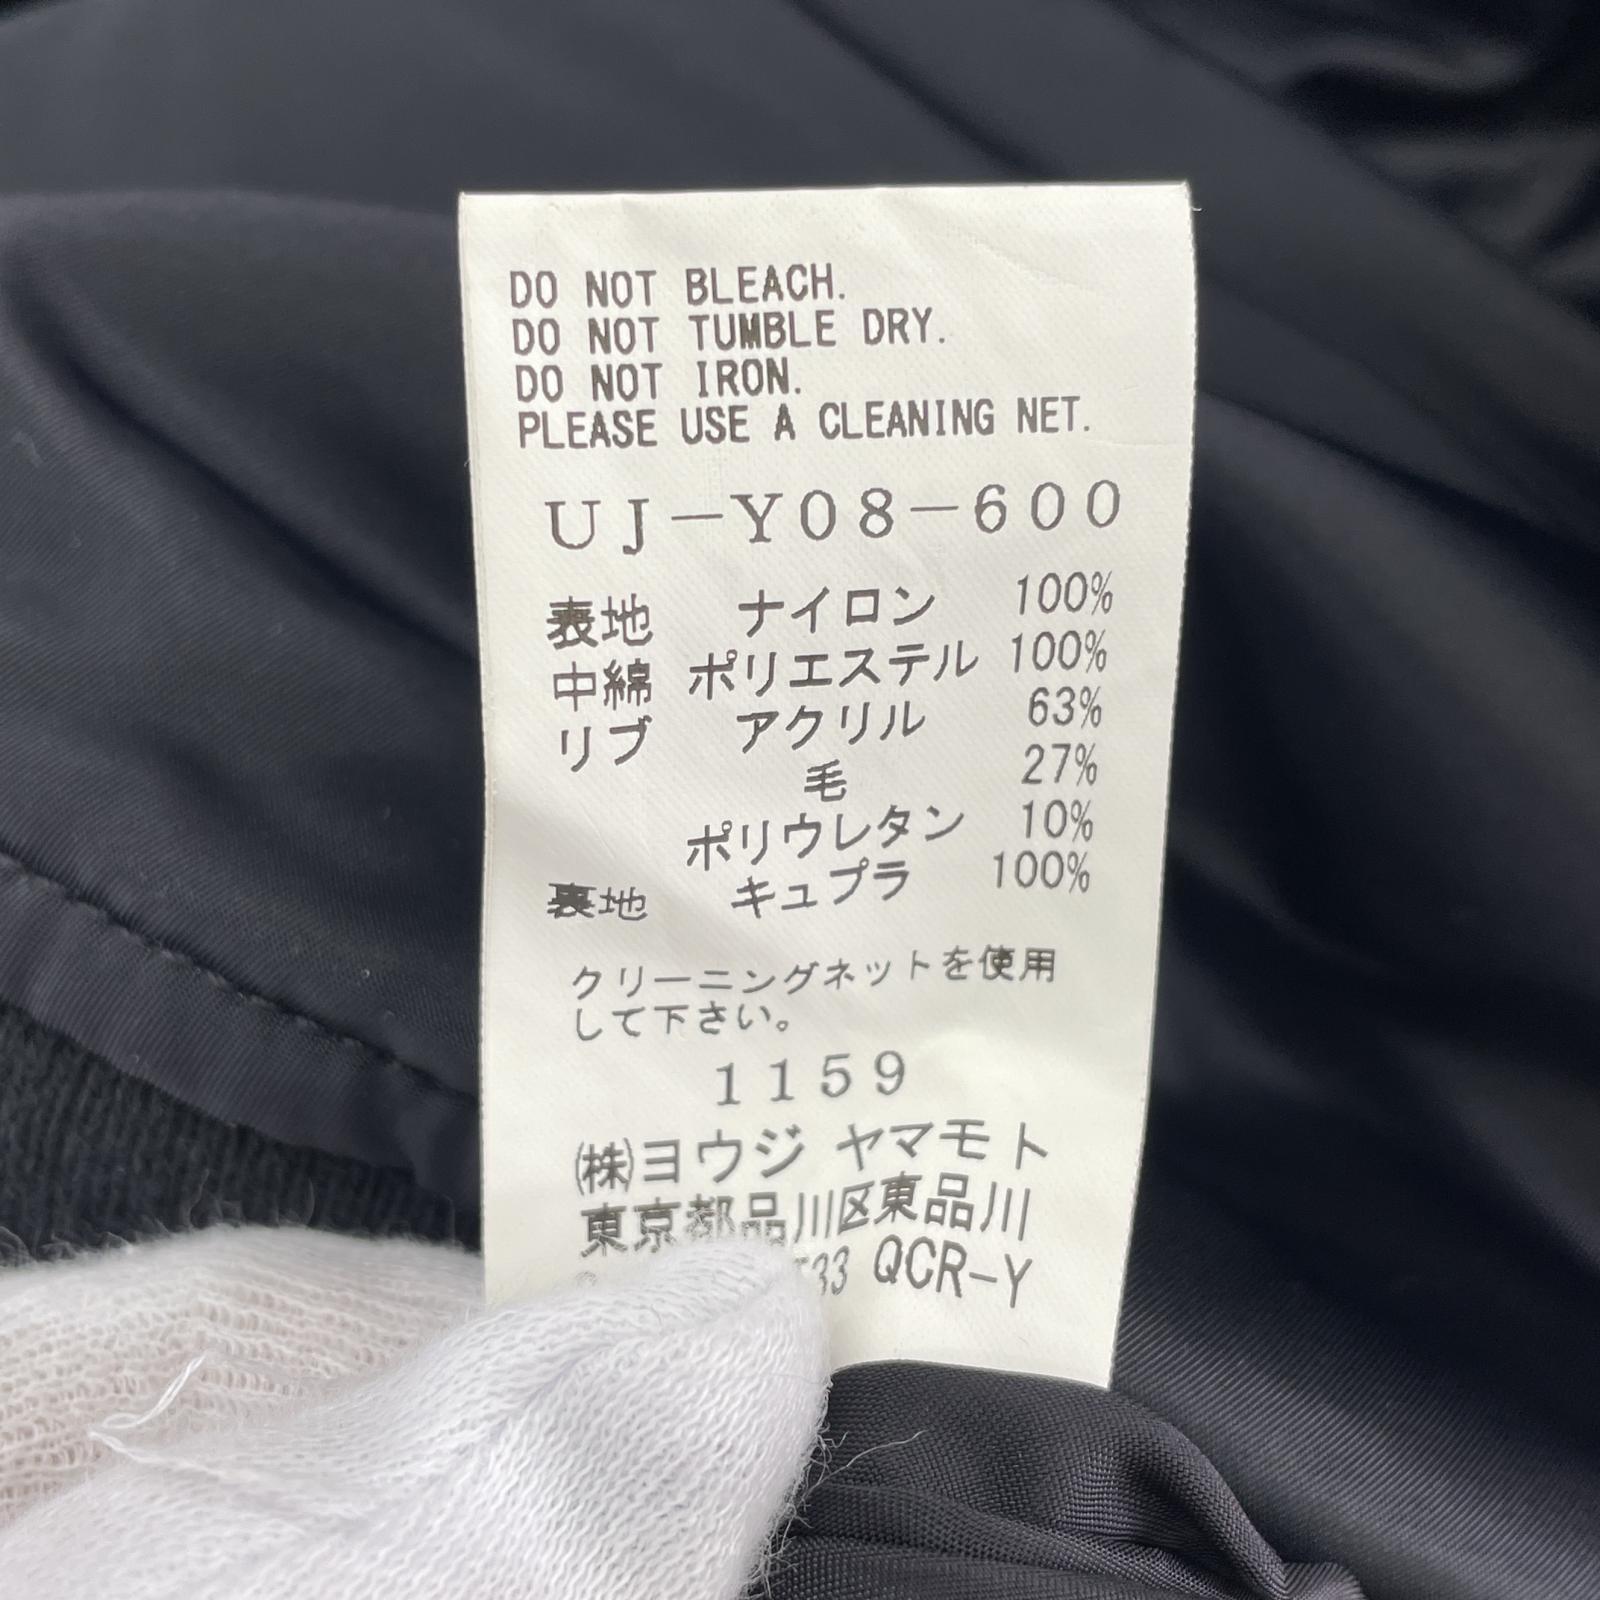 DO NOT BLEACH.
DO NOT TUMBLE DRY.
DO NOT IRON.
PLEASE USE A CLEANING NET.
UJ-Y08-600
表地 ナイロン 100%
中綿 ポリエステル 100%
リブ アクリル 63%
毛 27%
ポリウレタン 10%
裏地 キュプラ 100%
クリーニングネットを使用
して下さい。
1159
㈱ヨウジ ヤマモト
東京都品川区東品川
QCR-Y